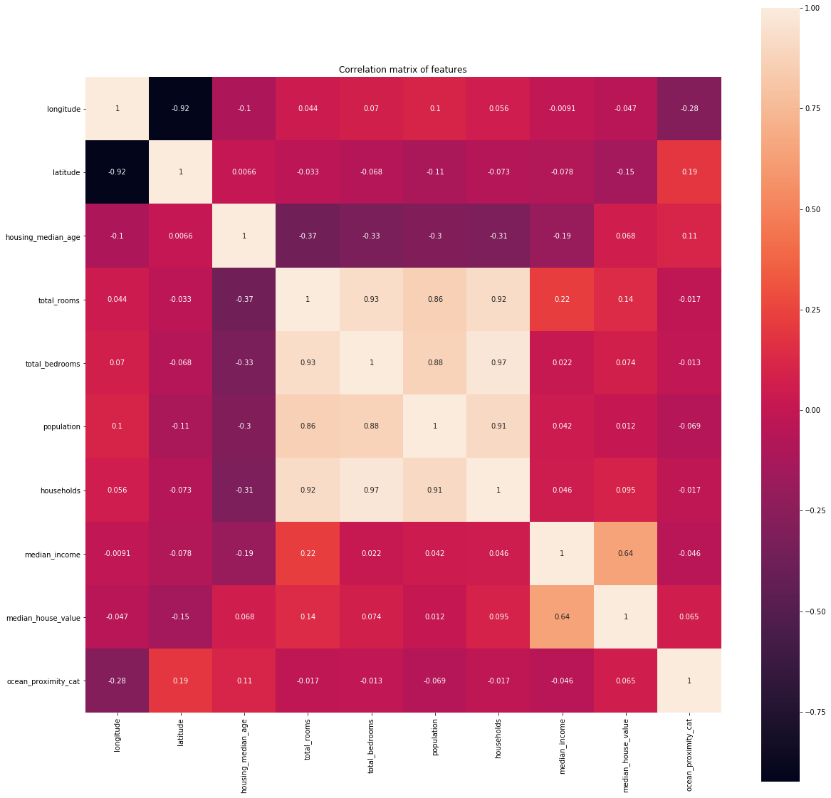 Correlation matrix of features
longitude 1 -0.92 -0.1 0.044 0.07 0.1 0.056 -0.0091 -0.047 -0.28
latitude -0.92 1 0.0066 -0.033 -0.068 -0.11 -0.073 -0.078 -0.15 0.19
housing_median_age -0.1 0.0066 1 -0.37 -0.33 -0.3 -0.31 -0.19 0.068 0.11
total_rooms 0.044 -0.033 -0.37 1 0.93 0.86 0.92 0.22 0.14 -0.017
total_bedrooms 0.07 -0.068 -0.33 0.93 1 0.88 0.97 0.022 0.074 -0.013
population 0.1 -0.11 -0.3 0.86 0.88 1 0.91 0.042 0.012 -0.069
households 0.056 -0.073 -0.31 0.92 0.97 0.91 1 0.046 0.095 -0.017
median_income -0.0091 -0.078 -0.19 0.22 0.022 0.042 0.046 1 0.64 -0.046
median_house_value -0.047 -0.15 0.068 0.14 0.074 0.012 0.095 0.64 1 0.065
ocean_proximity_cat -0.28 0.19 0.11 -0.017 -0.013 -0.069 -0.017 -0.046 0.065 1
longitude
latitude
housing_median_age
total_rooms
total_bedrooms
population
households
median_income
median_house_value
ocean_proximity_cat
1.00
0.75
0.50
0.25
0.00
−0.25
−0.50
−0.75